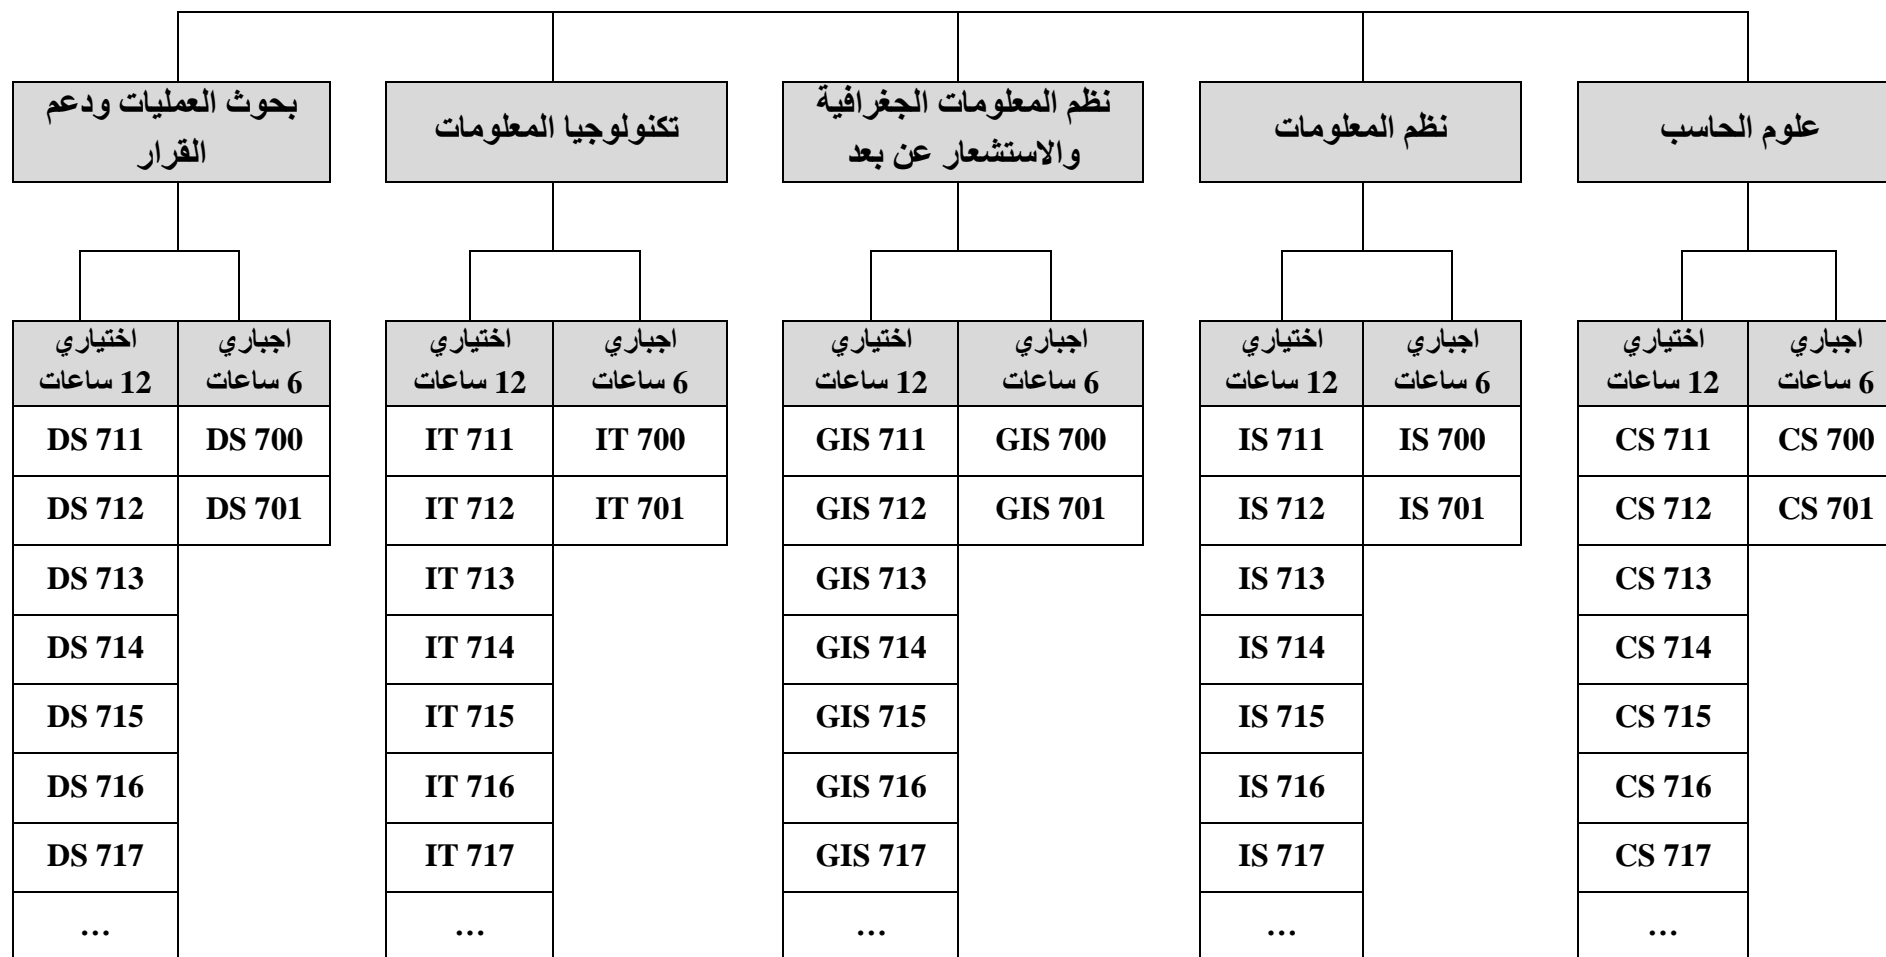 علوم الحاسب
نظم المعلومات
نظم المعلومات الجغرافية
والاستشعار عن بعد
تكنولوجيا المعلومات
بحوث العمليات ودعم
القرار
اجباري
6 ساعات
اختياري
12 ساعات
اجباري
6 ساعات
اختياري
12 ساعات
اجباري
6 ساعات
اختياري
12 ساعات
اجباري
6 ساعات
اختياري
12 ساعات
اجباري
6 ساعات
اختياري
12 ساعات
CS 700
CS 711
IS 700
IS 711
GIS 700
GIS 711
IT 700
IT 711
DS 700
DS 711
CS 701
CS 712
IS 701
IS 712
GIS 701
GIS 712
IT 701
IT 712
DS 701
DS 712
CS 713
IS 713
GIS 713
IT 713
DS 713
CS 714
IS 714
GIS 714
IT 714
DS 714
CS 715
IS 715
GIS 715
IT 715
DS 715
CS 716
IS 716
GIS 716
IT 716
DS 716
CS 717
IS 717
GIS 717
IT 717
DS 717
...
...
...
...
...